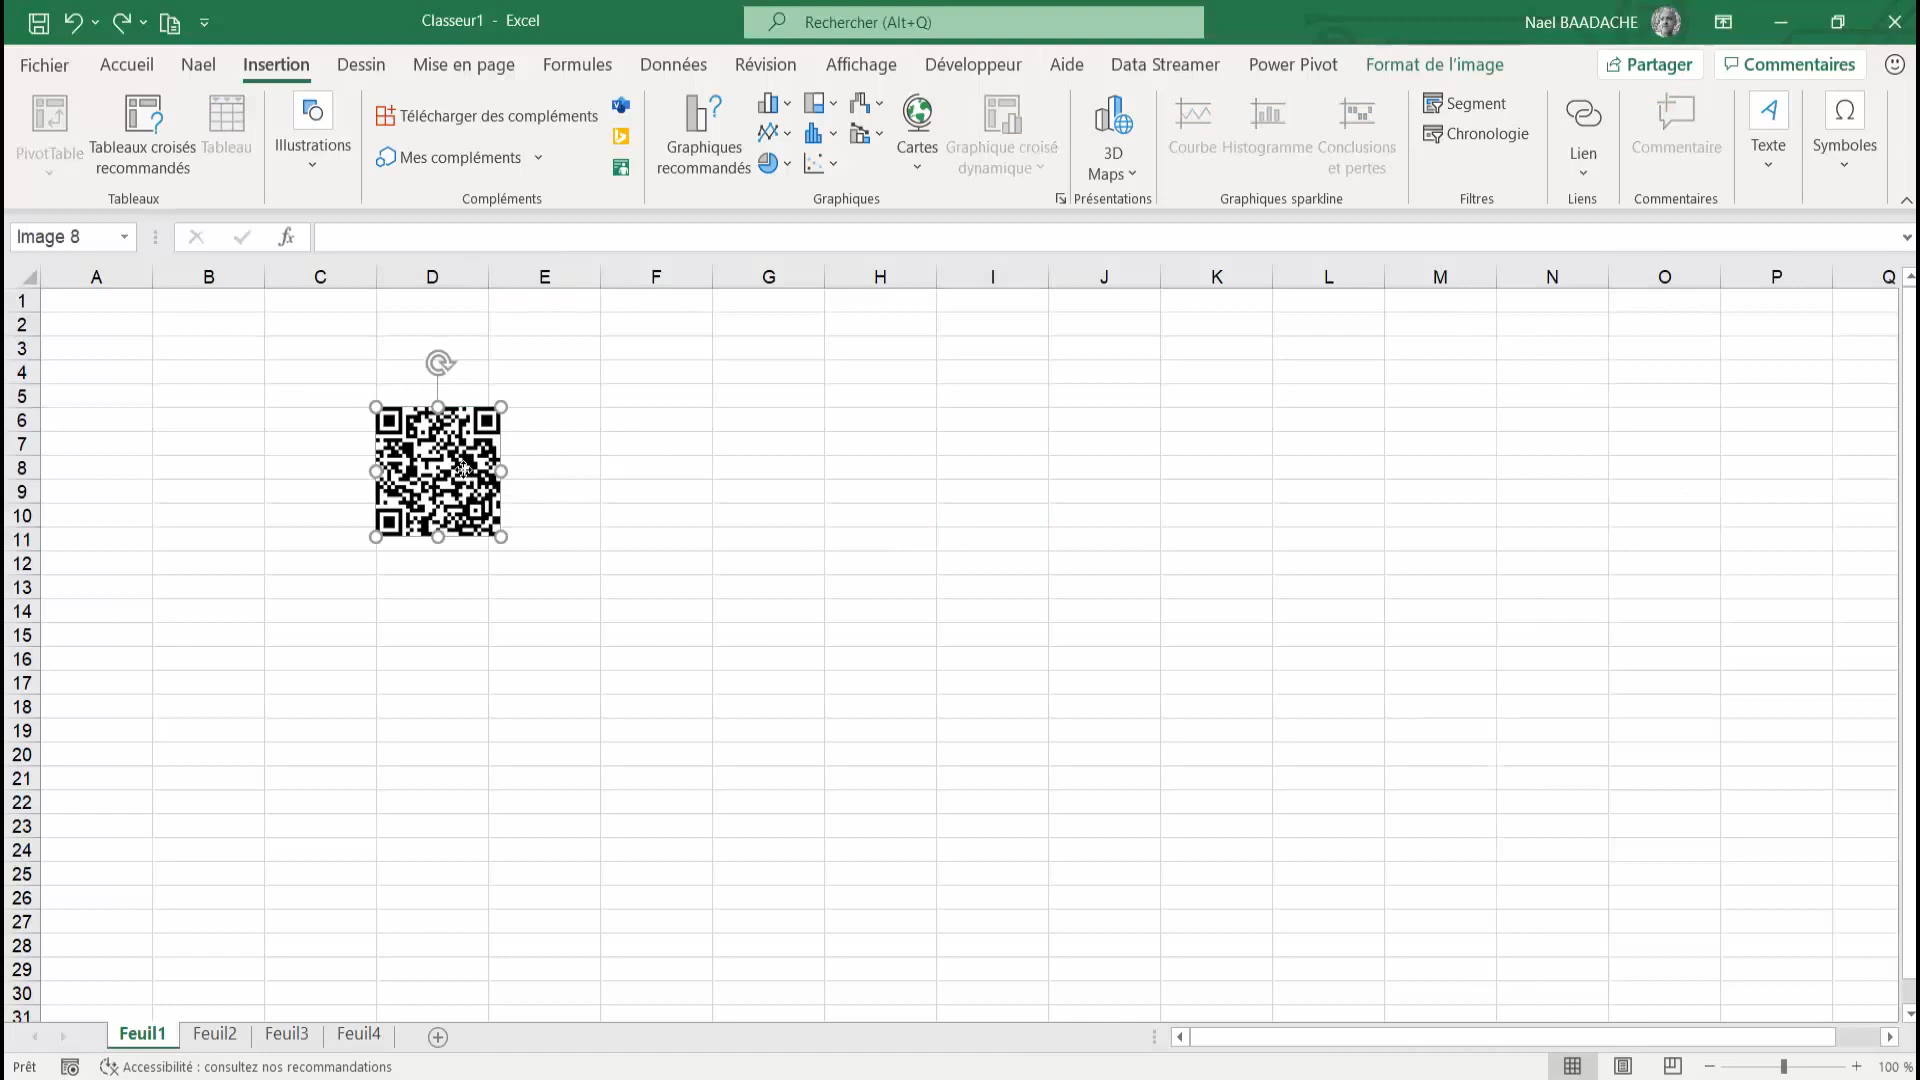 Classeur1 - Excel
Rechercher (Alt+Q)
Nael BAADACHE
Fichier Accueil Nael Insertion Dessin Mise en page Formules Données Révision Affichage Développeur Aide Data Streamer Power Pivot Format de l'image Partager Commentaires
PivotTable
Tableaux croisés
recommandés
Tableau
Tableaux
Illustrations
Télécharger des compléments
Mes compléments
Compléments
Graphiques
recommandés
Cartes
Graphique croisé
dynamique
Graphiques
3D
Maps
Présentations
Courbe
Histogramme
Conclusions
et pertes
Graphiques sparkline
Segment
Chronologie
Filtres
Lien
Liens
Commentaire
Commentaires
A
Texte
Ω
Symboles
Image 8
fx
A B C D E F G H I J K L M N O P Q
1
2
3
4
5
6
7
8
9
10
11
12
13
14
15
16
17
18
19
20
21
22
23
24
25
26
27
28
29
30
31
Feuil1 Feuil2 Feuil3 Feuil4
Prêt
Accessibilité : consultez nos recommandations
100 %